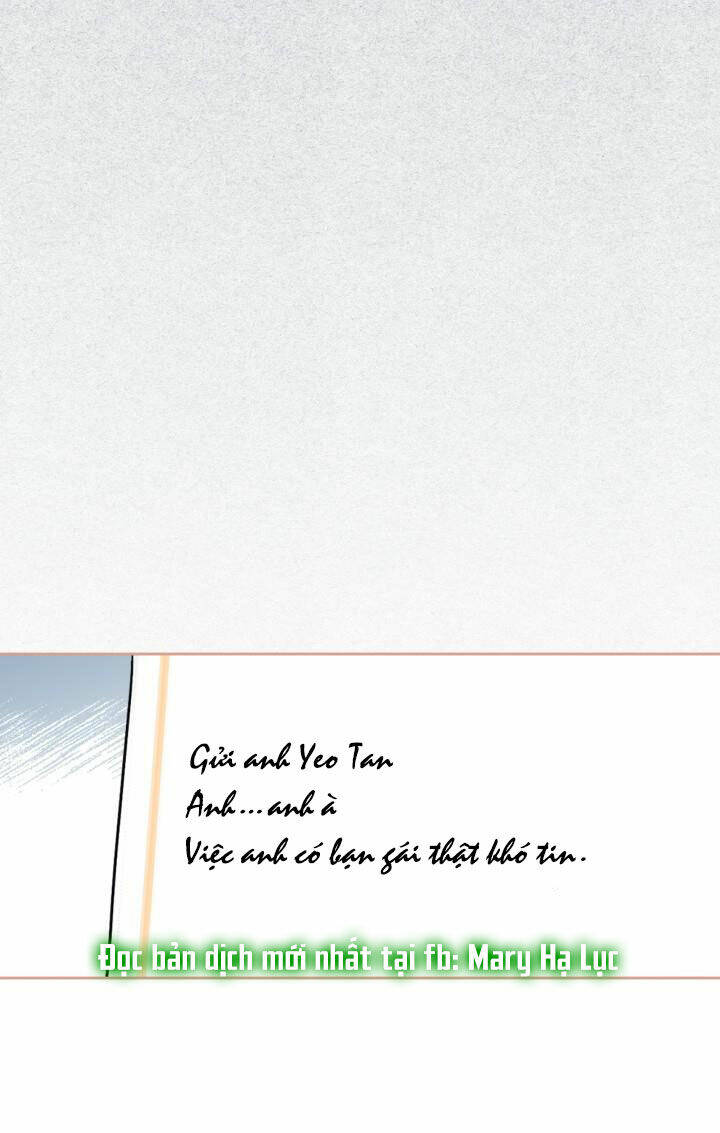 Gửi anh Yeo Tan
Anh...anh à
Việc anh có bạn gái thật khó tin.
Đọc bản dịch mới nhất tại fb: Mary Hạ Lục